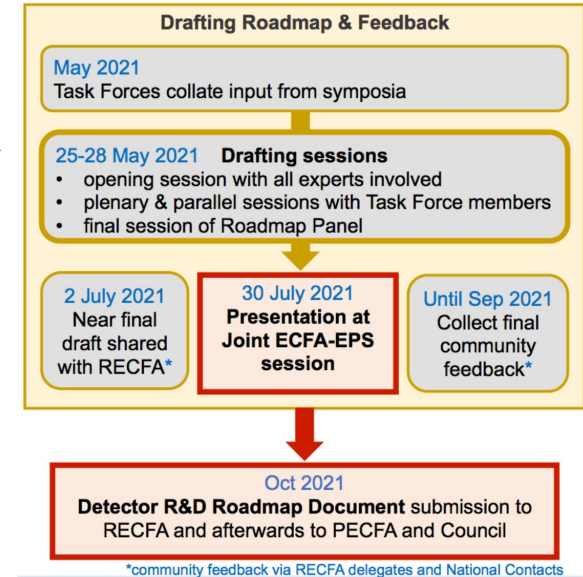 Drafting Roadmap & Feedback
May 2021
Task Forces collate input from symposia
25-28 May 2021 Drafting sessions
• opening session with all experts involved
• plenary & parallel sessions with Task Force members
• final session of Roadmap Panel
2 July 2021
Near final
draft shared
with RECFA*
30 July 2021
Presentation at
Joint ECFA-EPS
session
Until Sep 2021
Collect final
community
feedback*
Oct 2021
Detector R&D Roadmap Document submission to
RECFA and afterwards to PECFA and Council
*community feedback via RECFA delegates and National Contacts